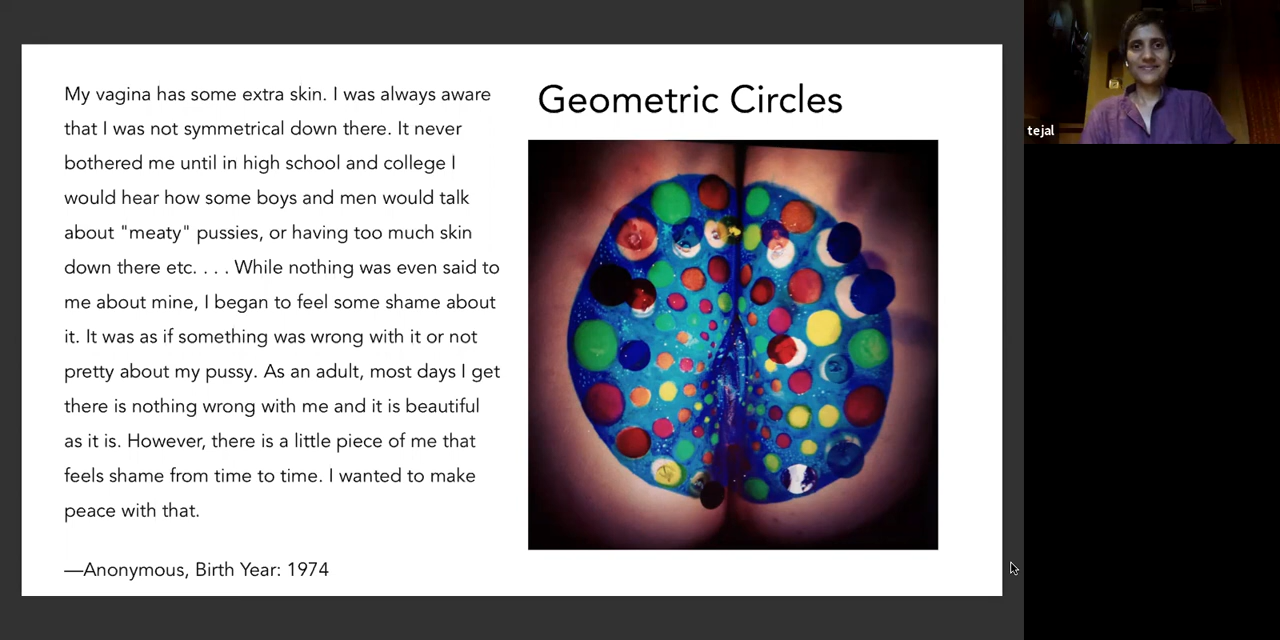 My vagina has some extra skin. I was always aware
that I was not symmetrical down there. It never
bothered me until in high school and college I
would hear how some boys and men would talk
about "meaty" pussies, or having too much skin
down there etc. . . . While nothing was even said to
me about mine, I began to feel some shame about
it. It was as if something was wrong with it or not
pretty about my pussy. As an adult, most days I get
there is nothing wrong with me and it is beautiful
as it is. However, there is a little piece of me that
feels shame from time to time. I wanted to make
peace with that.
—Anonymous, Birth Year: 1974
Geometric Circles
tejal